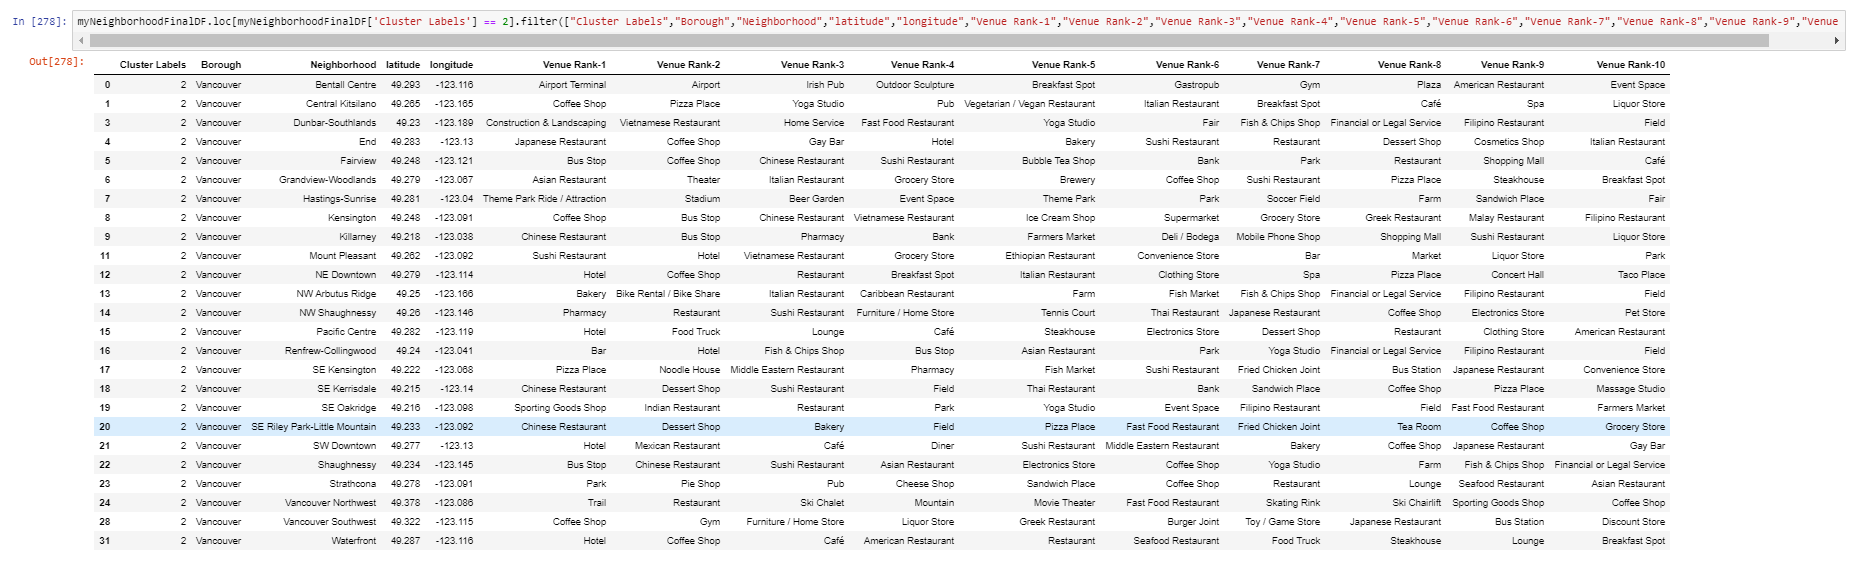 In [278]: myNeighborhoodFinalDF.loc[myNeighborhoodFinalDF['Cluster Labels'] == 2].filter(["Cluster Labels","Borough","Neighborhood","latitude","longitude","Venue Rank-1","Venue Rank-2","Venue Rank-3","Venue Rank-4","Venue Rank-5","Venue Rank-6","Venue Rank-7","Venue Rank-8","Venue Rank-9","Venue
Out[278]:
Cluster Labels Borough Neighborhood latitude longitude Venue Rank-1 Venue Rank-2 Venue Rank-3 Venue Rank-4 Venue Rank-5 Venue Rank-6 Venue Rank-7 Venue Rank-8 Venue Rank-9 Venue Rank-10
0 2 Vancouver Bentall Centre 49.293 -123.116 Airport Terminal Airport Irish Pub Outdoor Sculpture Breakfast Spot Gastropub Gym Plaza American Restaurant Event Space
1 2 Vancouver Central Kitsilano 49.265 -123.165 Coffee Shop Pizza Place Yoga Studio Pub Vegetarian / Vegan Restaurant Italian Restaurant Breakfast Spot Café Spa Liquor Store
3 2 Vancouver Dunbar-Southlands 49.23 -123.189 Construction & Landscaping Vietnamese Restaurant Home Service Fast Food Restaurant Yoga Studio Fair Fish & Chips Shop Financial or Legal Service Filipino Restaurant Field
4 2 Vancouver End 49.283 -123.13 Japanese Restaurant Coffee Shop Gay Bar Hotel Bakery Sushi Restaurant Restaurant Dessert Shop Cosmetics Shop Italian Restaurant
5 2 Vancouver Fairview 49.248 -123.121 Bus Stop Coffee Shop Chinese Restaurant Sushi Restaurant Bubble Tea Shop Bank Park Restaurant Shopping Mall Café
6 2 Vancouver Grandview-Woodlands 49.279 -123.067 Asian Restaurant Theater Italian Restaurant Grocery Store Brewery Coffee Shop Sushi Restaurant Pizza Place Steakhouse Breakfast Spot
7 2 Vancouver Hastings-Sunrise 49.281 -123.04 Theme Park Ride / Attraction Stadium Beer Garden Event Space Theme Park Park Soccer Field Farm Sandwich Place Fair
8 2 Vancouver Kensington 49.248 -123.091 Coffee Shop Bus Stop Chinese Restaurant Vietnamese Restaurant Ice Cream Shop Supermarket Grocery Store Greek Restaurant Malay Restaurant Filipino Restaurant
9 2 Vancouver Killarney 49.218 -123.038 Chinese Restaurant Bus Stop Pharmacy Bank Farmers Market Deli / Bodega Mobile Phone Shop Shopping Mall Sushi Restaurant Liquor Store
11 2 Vancouver Mount Pleasant 49.262 -123.092 Sushi Restaurant Hotel Vietnamese Restaurant Grocery Store Ethiopian Restaurant Convenience Store Bar Market Liquor Store Park
12 2 Vancouver NE Downtown 49.279 -123.114 Hotel Coffee Shop Restaurant Breakfast Spot Italian Restaurant Clothing Store Spa Pizza Place Concert Hall Taco Place
13 2 Vancouver NW Arbutus Ridge 49.25 -123.166 Bakery Bike Rental / Bike Share Italian Restaurant Caribbean Restaurant Farm Fish Market Fish & Chips Shop Financial or Legal Service Filipino Restaurant Field
14 2 Vancouver NW Shaughnessy 49.26 -123.146 Pharmacy Restaurant Sushi Restaurant Furniture / Home Store Tennis Court Thai Restaurant Japanese Restaurant Coffee Shop Electronics Store Pet Store
15 2 Vancouver Pacific Centre 49.282 -123.119 Hotel Food Truck Lounge Café Steakhouse Electronics Store Dessert Shop Restaurant Clothing Store American Restaurant
16 2 Vancouver Renfrew-Collingwood 49.24 -123.041 Bar Hotel Fish & Chips Shop Bus Stop Asian Restaurant Park Yoga Studio Financial or Legal Service Filipino Restaurant Field
17 2 Vancouver SE Kensington 49.222 -123.068 Pizza Place Noodle House Middle Eastern Restaurant Pharmacy Fish Market Sushi Restaurant Fried Chicken Joint Bus Station Japanese Restaurant Convenience Store
18 2 Vancouver SE Kerrisdale 49.215 -123.14 Chinese Restaurant Dessert Shop Sushi Restaurant Field Thai Restaurant Bank Sandwich Place Coffee Shop Pizza Place Massage Studio
19 2 Vancouver SE Oakridge 49.216 -123.098 Sporting Goods Shop Indian Restaurant Restaurant Park Yoga Studio Event Space Filipino Restaurant Field Fast Food Restaurant Farmers Market
20 2 Vancouver SE Riley Park-Little Mountain 49.233 -123.092 Chinese Restaurant Dessert Shop Bakery Field Pizza Place Fast Food Restaurant Fried Chicken Joint Tea Room Coffee Shop Grocery Store
21 2 Vancouver SW Downtown 49.277 -123.13 Hotel Mexican Restaurant Café Diner Sushi Restaurant Middle Eastern Restaurant Bakery Coffee Shop Japanese Restaurant Gay Bar
22 2 Vancouver Shaughnessy 49.234 -123.145 Bus Stop Chinese Restaurant Sushi Restaurant Asian Restaurant Electronics Store Coffee Shop Yoga Studio Farm Fish & Chips Shop Financial or Legal Service
23 2 Vancouver Strathcona 49.278 -123.091 Park Pie Shop Pub Cheese Shop Sandwich Place Coffee Shop Restaurant Lounge Seafood Restaurant Asian Restaurant
24 2 Vancouver Vancouver Northwest 49.378 -123.086 Trail Restaurant Ski Chalet Mountain Movie Theater Fast Food Restaurant Skating Rink Ski Chairlift Sporting Goods Shop Coffee Shop
28 2 Vancouver Vancouver Southwest 49.322 -123.115 Coffee Shop Gym Furniture / Home Store Liquor Store Greek Restaurant Burger Joint Toy / Game Store Japanese Restaurant Bus Station Discount Store
31 2 Vancouver Waterfront 49.287 -123.116 Hotel Coffee Shop Café American Restaurant Restaurant Seafood Restaurant Food Truck Steakhouse Lounge Breakfast Spot